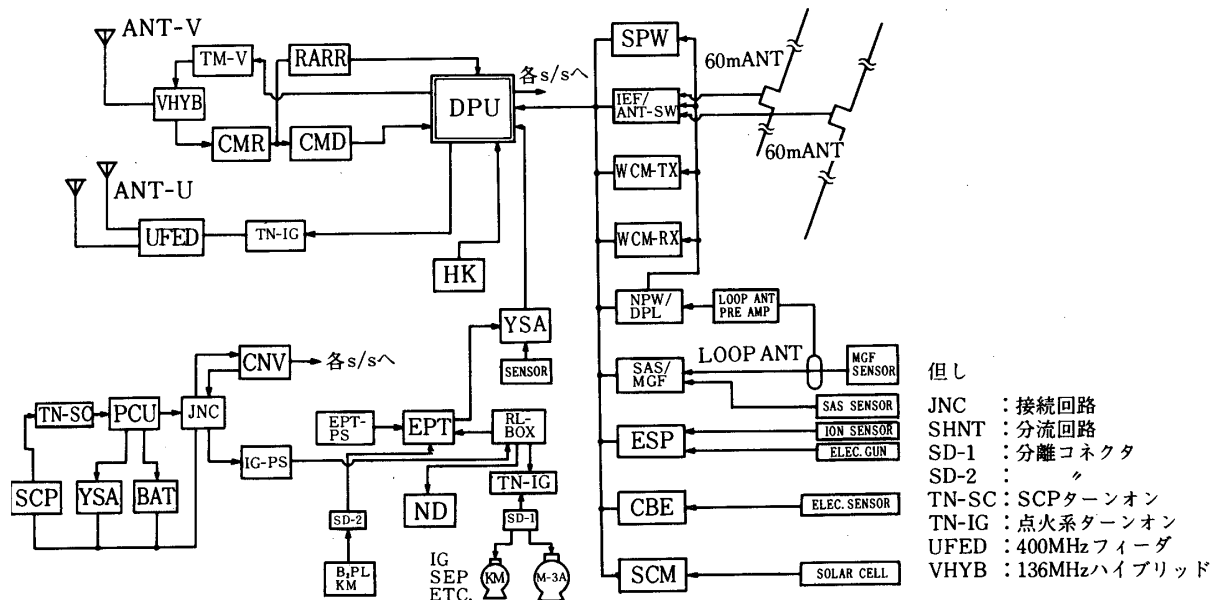 ANT-V
TM-V
RARR
VHYB
CMR
CMD
DPU
各s/sへ
ANT-U
UFED
TN-IG
HK
YSA
SENSOR
CNV
各s/sへ
TN-SC
PCU
JNC
IG-PS
SCP
YSA
BAT
EPT-
PS
EPT
RL-
BOX
TN-IG
ND
SD-2
SD-1
B₂PL
KM
IG
SEP
ETC.
KM
M-3A
SPW
IEF/
ANT-SW
WCM-TX
WCM-RX
NPW/
DPL
SAS/
MGF
ESP
CBE
SCM
60mANT
60mANT
LOOP ANT
PRE AMP
LOOP ANT
MGF
SENSOR
SAS SENSOR
ION SENSOR
ELEC.GUN
ELEC.SENSOR
SOLAR CELL
但し
JNC :接続回路
SHNT :分流回路
SD-1 :分離コネクタ
SD-2 : 〃
TN-SC:SCPターンオン
TN-IG :点火系ターンオン
UFED :400MHzフィーダ
VHYB :136MHzハイブリッド